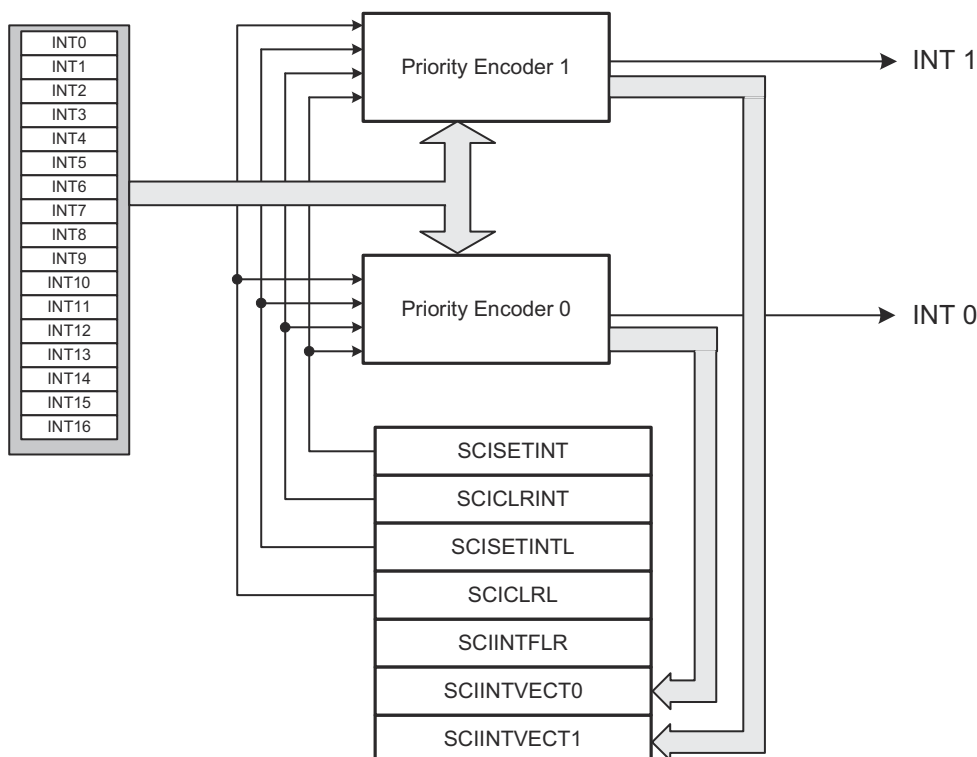 INT0
INT1
INT2
INT3
INT4
INT5
INT6
INT7
INT8
INT9
INT10
INT11
INT12
INT13
INT14
INT15
INT16
Priority Encoder 1
INT 1
Priority Encoder 0
INT 0
SCISETINT
SCICLRINT
SCISETINTL
SCICLRL
SCIINTFLR
SCIINTVECT0
SCIINTVECT1